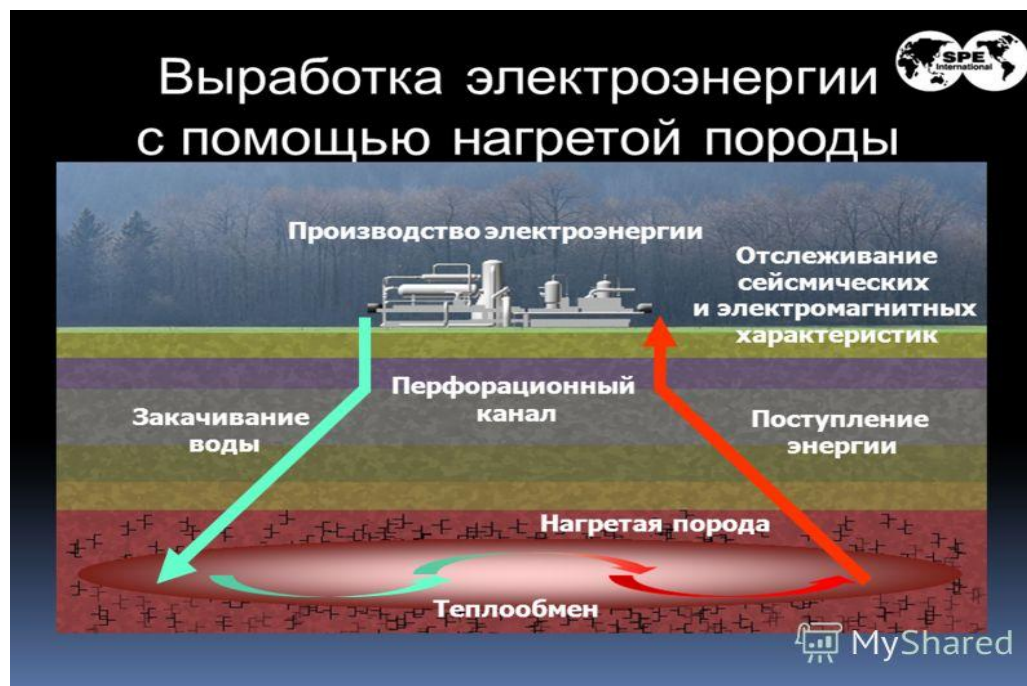 Выработка электроэнергии
с помощью нагретой породы
SPE
International
Производство электроэнергии
Отслеживание
сейсмических
и электромагнитных
характеристик
Перфорационный
канал
Закачивание
воды
Поступление
энергии
Нагретая порода
Теплообмен
MyShared